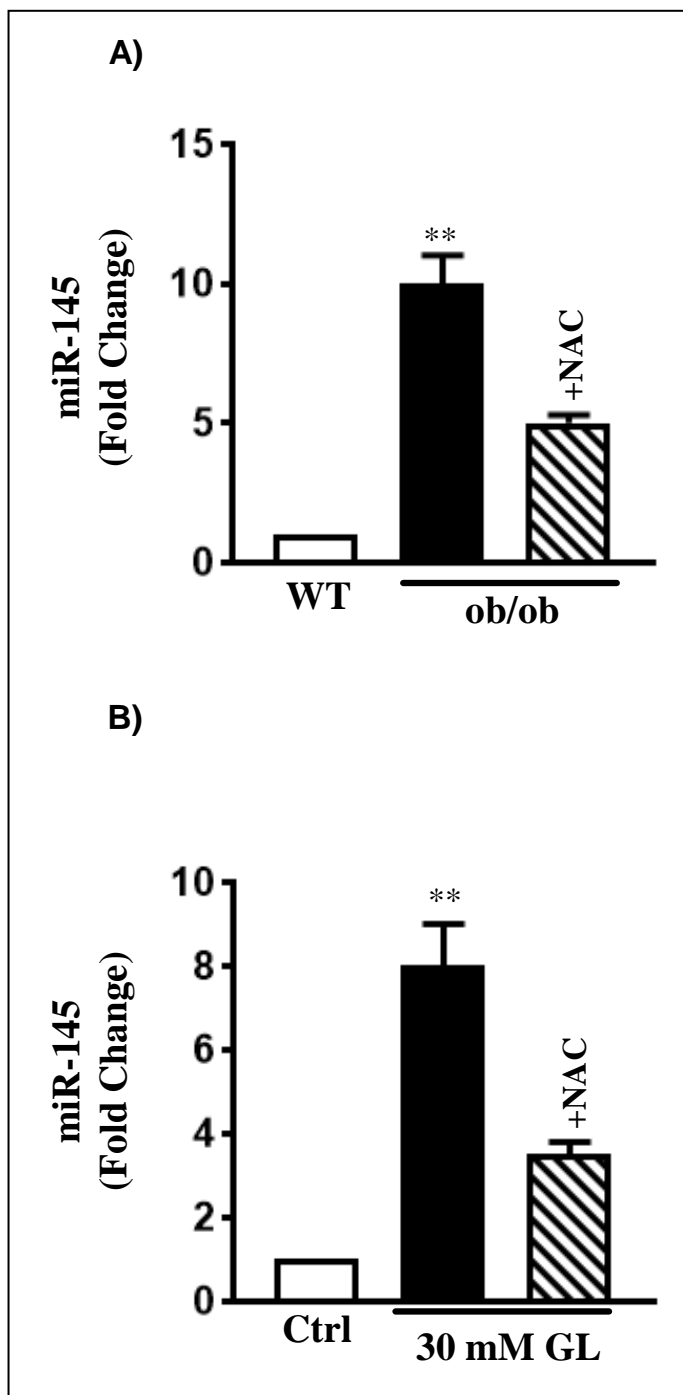 A)
miR-145
(Fold Change)
15
10
5
0
**
+NAC
WT
ob/ob
B)
miR-145
(Fold Change)
10
8
6
4
2
0
**
+NAC
Ctrl
30 mM GL